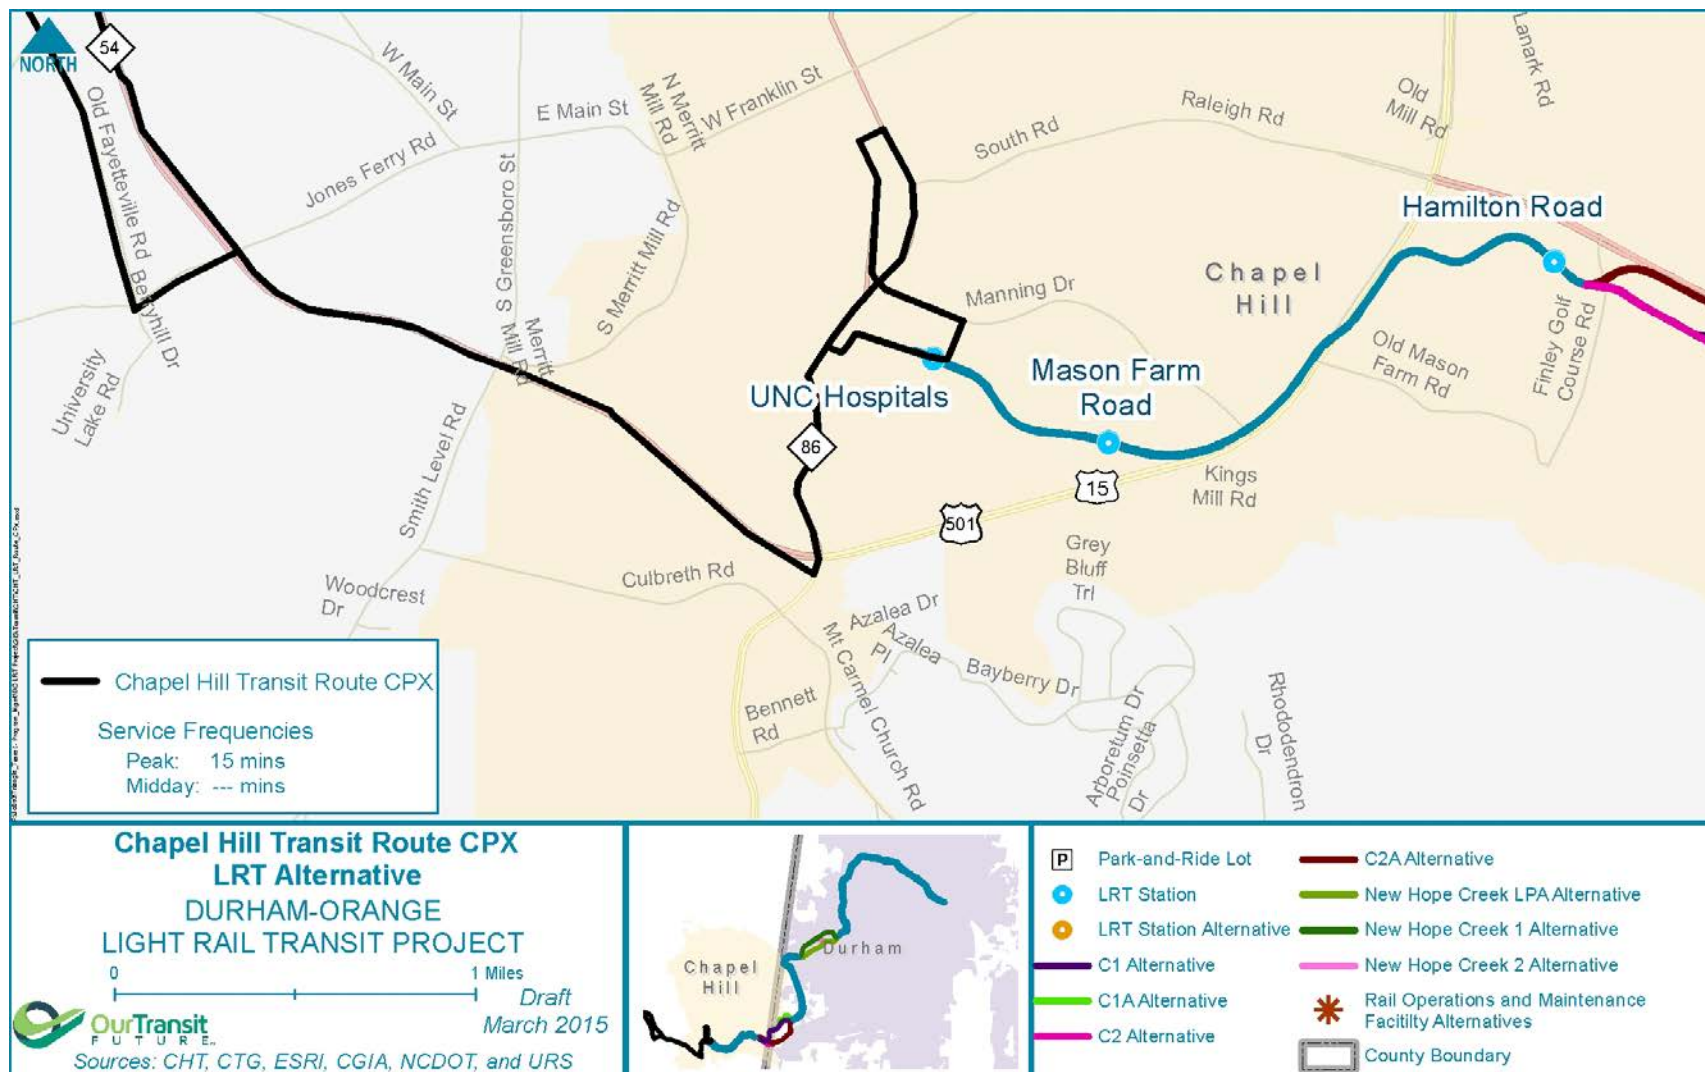 NORTH
54
Old Fayetteville Rd
W Main St
Jones Ferry Rd
E Main St
N Merritt
Mill Rd
W Franklin St
South Rd
Raleigh Rd
Old
Mill Rd
Lanark Rd
Hamilton Road
Berryhill Dr
University
Lake Rd
S Greensboro St
S Merritt Mill Rd
Merritt
Mill Rd
Smith Level Rd
Manning Dr
Chapel
Hill
Finley Golf
Course Rd
Old Mason
Farm Rd
UNC Hospitals
Mason Farm
Road
86
15
501
Kings
Mill Rd
Woodcrest
Dr
Culbreth Rd
Grey
Bluff
Trl
Azalea Dr
Azalea
Pl
Mt Carmel Church Rd
Bayberry Dr
Bennett
Rd
Arboretum Dr
Poinsetta
Dr
Rhododendron
Dr
Chapel Hill Transit Route CPX
Service Frequencies
Peak: 15 mins
Midday: --- mins
Chapel Hill Transit Route CPX
LRT Alternative
DURHAM-ORANGE
LIGHT RAIL TRANSIT PROJECT
0 1 Miles
Draft
March 2015
OurTransit
FUTURE
Sources: CHT, CTG, ESRI, CGIA, NCDOT, and URS
Durham
Chapel
Hill
P Park-and-Ride Lot
LRT Station
LRT Station Alternative
C1 Alternative
C1A Alternative
C2 Alternative
C2A Alternative
New Hope Creek LPA Alternative
New Hope Creek 1 Alternative
New Hope Creek 2 Alternative
Rail Operations and Maintenance
Facilty Alternatives
County Boundary